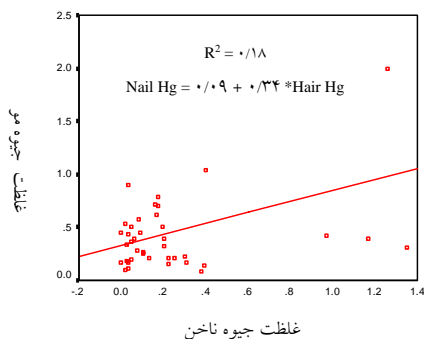 2.5
R² = ۰/۱۸
2.0
Nail Hg = ۰/۰۹ + ۰/۳۴ *Hair Hg
1.5
غلظت جیوه مو
1.0
.5
0.0
-.2 0.0 .2 .4 .6 .8 1.0 1.2 1.4
غلظت جیوه ناخن